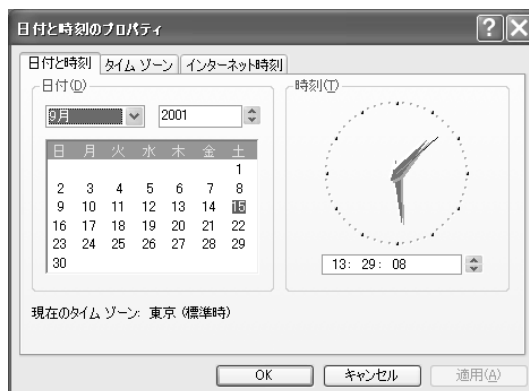 日付と時刻のプロパティ
日付と時刻 タイム ゾーン インターネット時刻
日付(D)
9月 2001
日 月 火 水 木 金 土
1
2 3 4 5 6 7 8
9 10 11 12 13 14 15
16 17 18 19 20 21 22
23 24 25 26 27 28 29
30
時刻(T)
13: 29: 08
現在のタイム ゾーン: 東京 (標準時)
OK キャンセル 適用(A)